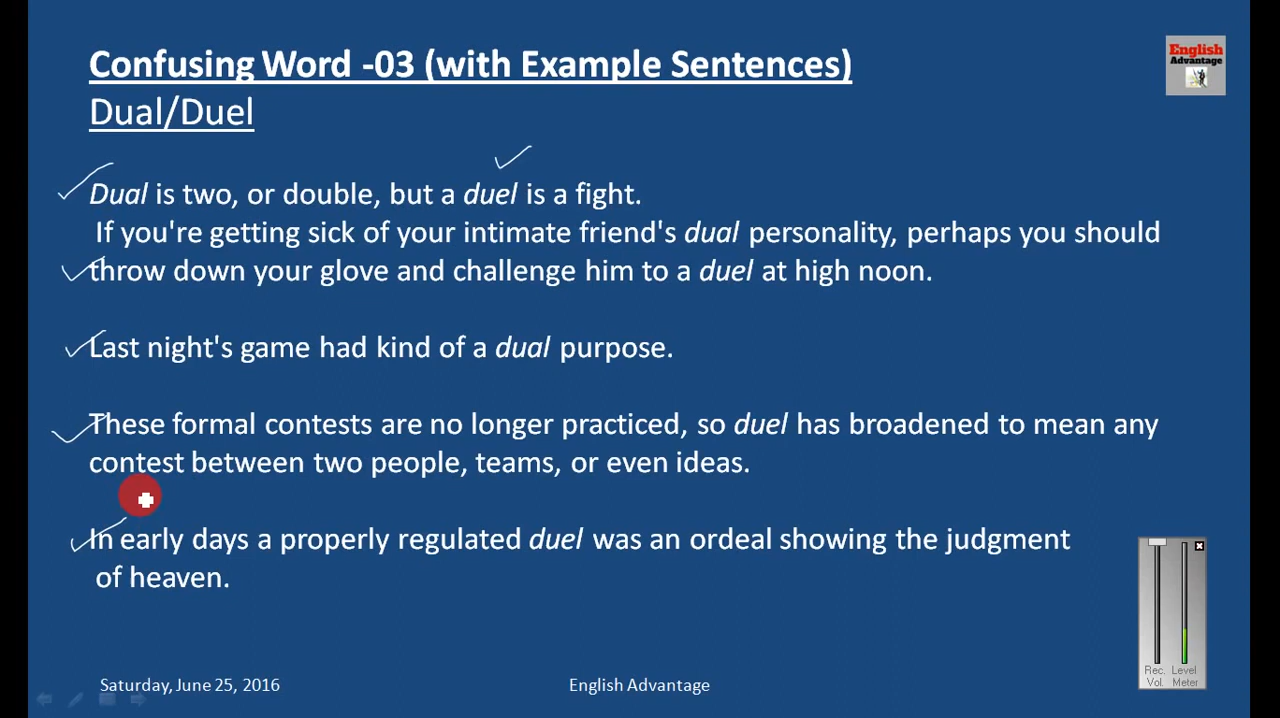 Confusing Word -03 (with Example Sentences)
English
Advantage
Dual/Duel
Dual is two, or double, but a duel is a fight.
If you're getting sick of your intimate friend's dual personality, perhaps you should
throw down your glove and challenge him to a duel at high noon.
Last night's game had kind of a dual purpose.
These formal contests are no longer practiced, so duel has broadened to mean any
contest between two people, teams, or even ideas.
In early days a properly regulated duel was an ordeal showing the judgment
of heaven.
Rec. Level
Vol. Meter
Saturday, June 25, 2016
English Advantage